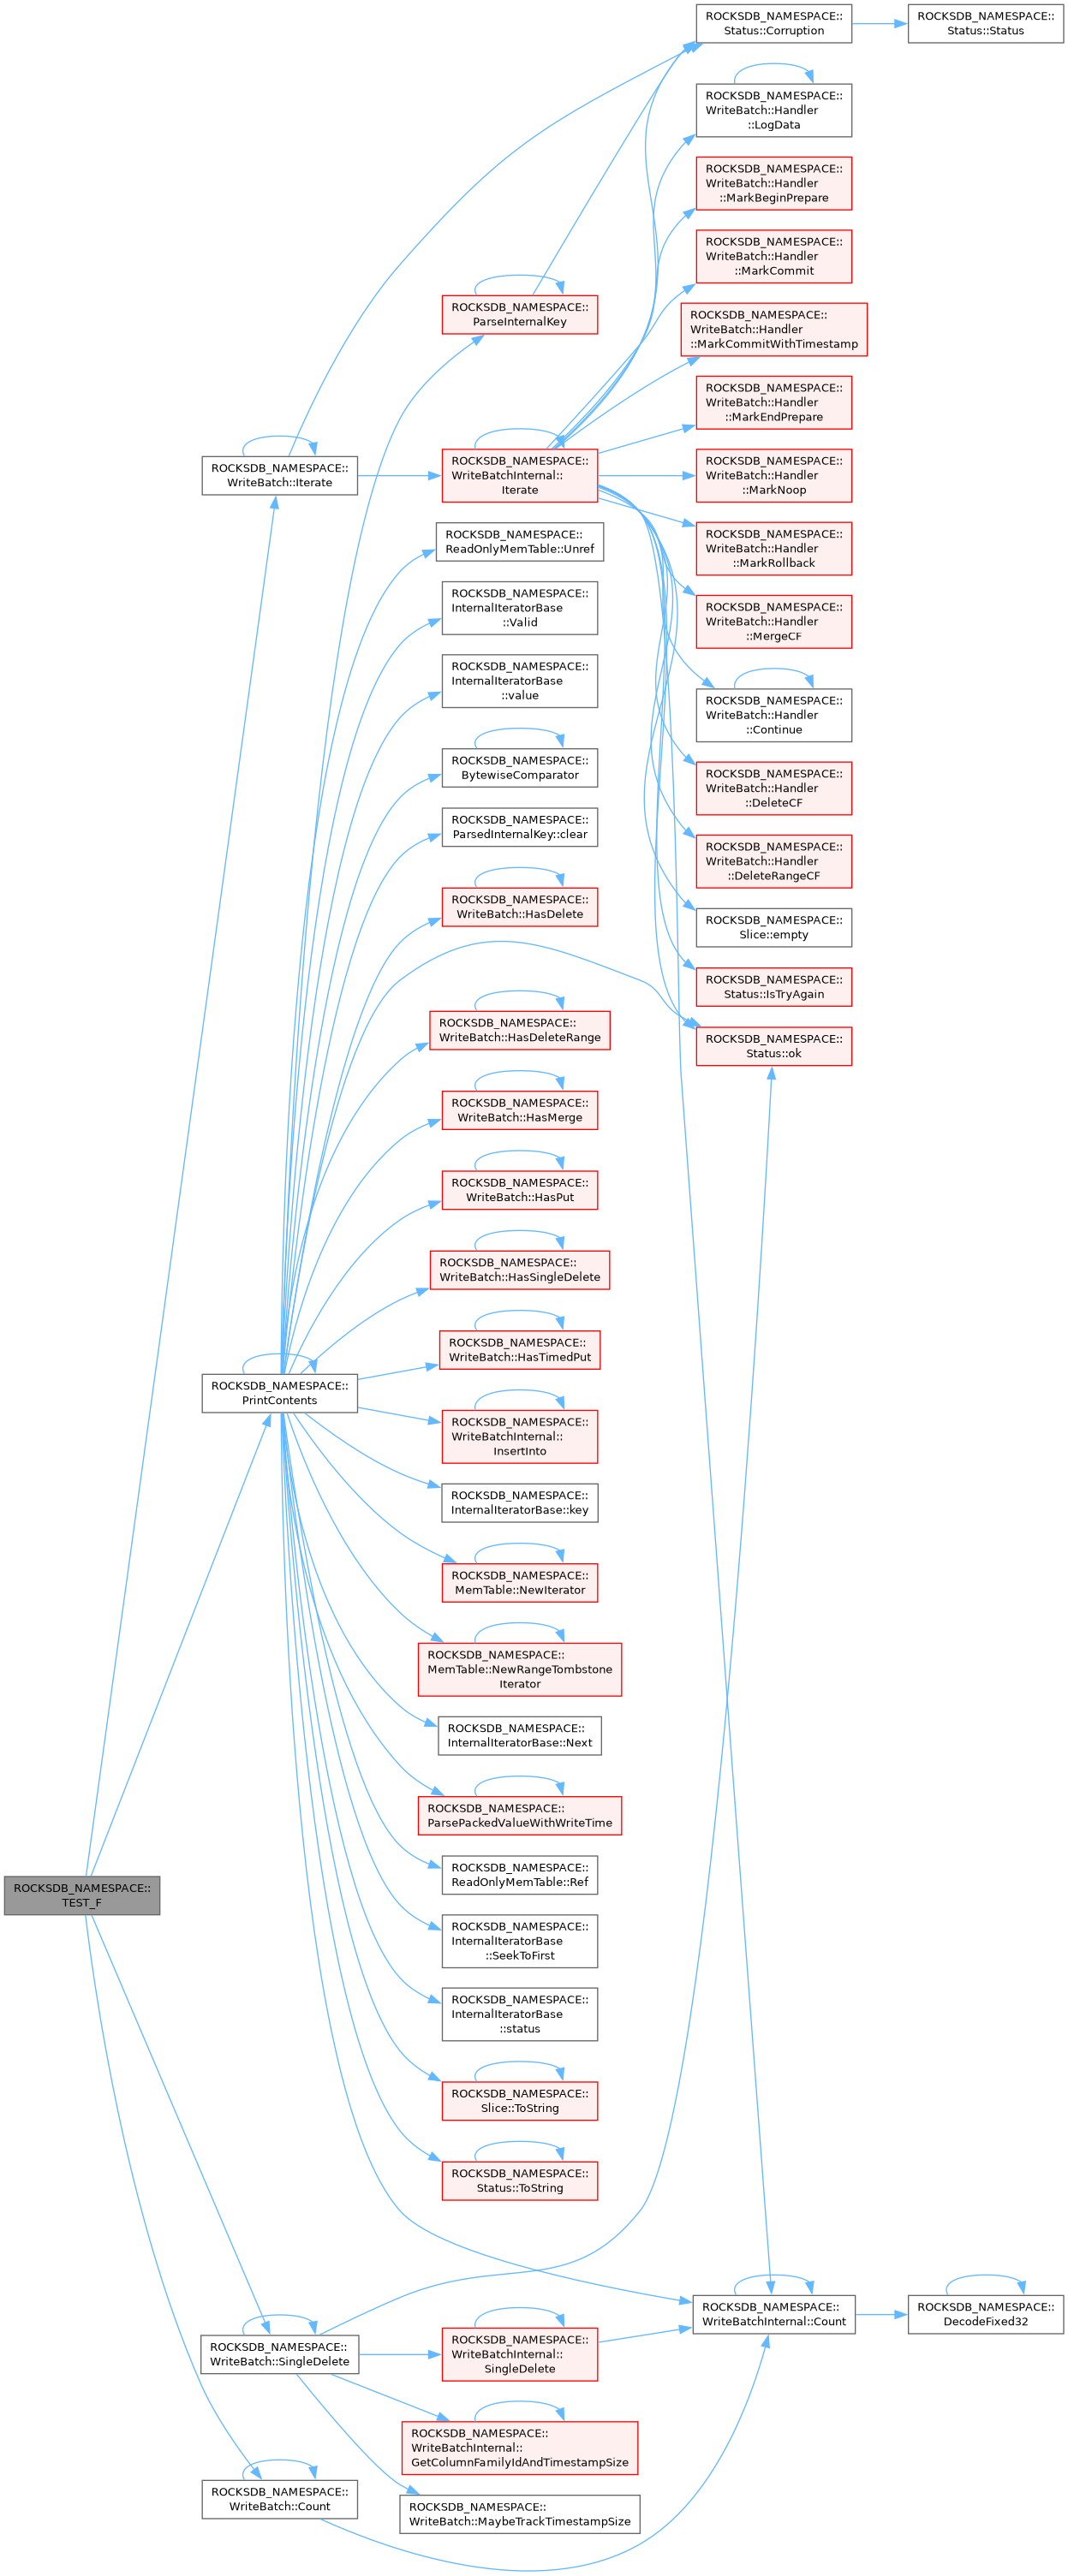 ROCKSDB_NAMESPACE::
Status::Corruption
ROCKSDB_NAMESPACE::
Status::Status
ROCKSDB_NAMESPACE::
WriteBatch::Handler
::LogData
ROCKSDB_NAMESPACE::
WriteBatch::Handler
::MarkBeginPrepare
ROCKSDB_NAMESPACE::
WriteBatch::Handler
::MarkCommit
ROCKSDB_NAMESPACE::
ParseInternalKey
ROCKSDB_NAMESPACE::
WriteBatch::Handler
::MarkCommitWithTimestamp
ROCKSDB_NAMESPACE::
WriteBatch::Handler
::MarkEndPrepare
ROCKSDB_NAMESPACE::
WriteBatch::Iterate
ROCKSDB_NAMESPACE::
WriteBatchInternal::
Iterate
ROCKSDB_NAMESPACE::
WriteBatch::Handler
::MarkNoop
ROCKSDB_NAMESPACE::
ReadOnlyMemTable::Unref
ROCKSDB_NAMESPACE::
WriteBatch::Handler
::MarkRollback
ROCKSDB_NAMESPACE::
InternalIteratorBase
::Valid
ROCKSDB_NAMESPACE::
WriteBatch::Handler
::MergeCF
ROCKSDB_NAMESPACE::
InternalIteratorBase
::value
ROCKSDB_NAMESPACE::
WriteBatch::Handler
::Continue
ROCKSDB_NAMESPACE::
BytewiseComparator
ROCKSDB_NAMESPACE::
WriteBatch::Handler
::DeleteCF
ROCKSDB_NAMESPACE::
ParsedInternalKey::clear
ROCKSDB_NAMESPACE::
WriteBatch::Handler
::DeleteRangeCF
ROCKSDB_NAMESPACE::
WriteBatch::HasDelete
ROCKSDB_NAMESPACE::
Slice::empty
ROCKSDB_NAMESPACE::
Status::IsTryAgain
ROCKSDB_NAMESPACE::
WriteBatch::HasDeleteRange
ROCKSDB_NAMESPACE::
Status::ok
ROCKSDB_NAMESPACE::
WriteBatch::HasMerge
ROCKSDB_NAMESPACE::
WriteBatch::HasPut
ROCKSDB_NAMESPACE::
WriteBatch::HasSingleDelete
ROCKSDB_NAMESPACE::
WriteBatch::HasTimedPut
ROCKSDB_NAMESPACE::
PrintContents
ROCKSDB_NAMESPACE::
WriteBatchInternal::
InsertInto
ROCKSDB_NAMESPACE::
InternalIteratorBase::key
ROCKSDB_NAMESPACE::
MemTable::NewIterator
ROCKSDB_NAMESPACE::
MemTable::NewRangeTombstone
Iterator
ROCKSDB_NAMESPACE::
InternalIteratorBase::Next
ROCKSDB_NAMESPACE::
ParsePackedValueWithWriteTime
ROCKSDB_NAMESPACE::
ReadOnlyMemTable::Ref
ROCKSDB_NAMESPACE::
TEST_F
ROCKSDB_NAMESPACE::
InternalIteratorBase
::SeekToFirst
ROCKSDB_NAMESPACE::
InternalIteratorBase
::status
ROCKSDB_NAMESPACE::
Slice::ToString
ROCKSDB_NAMESPACE::
Status::ToString
ROCKSDB_NAMESPACE::
WriteBatchInternal::Count
ROCKSDB_NAMESPACE::
DecodeFixed32
ROCKSDB_NAMESPACE::
WriteBatch::SingleDelete
ROCKSDB_NAMESPACE::
WriteBatchInternal::
SingleDelete
ROCKSDB_NAMESPACE::
WriteBatchInternal::
GetColumnFamilyIdAndTimestampSize
ROCKSDB_NAMESPACE::
WriteBatch::Count
ROCKSDB_NAMESPACE::
WriteBatch::MaybeTrackTimestampSize